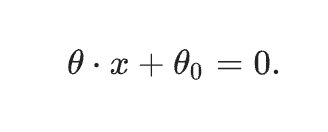 θ · x + θ₀ = 0.